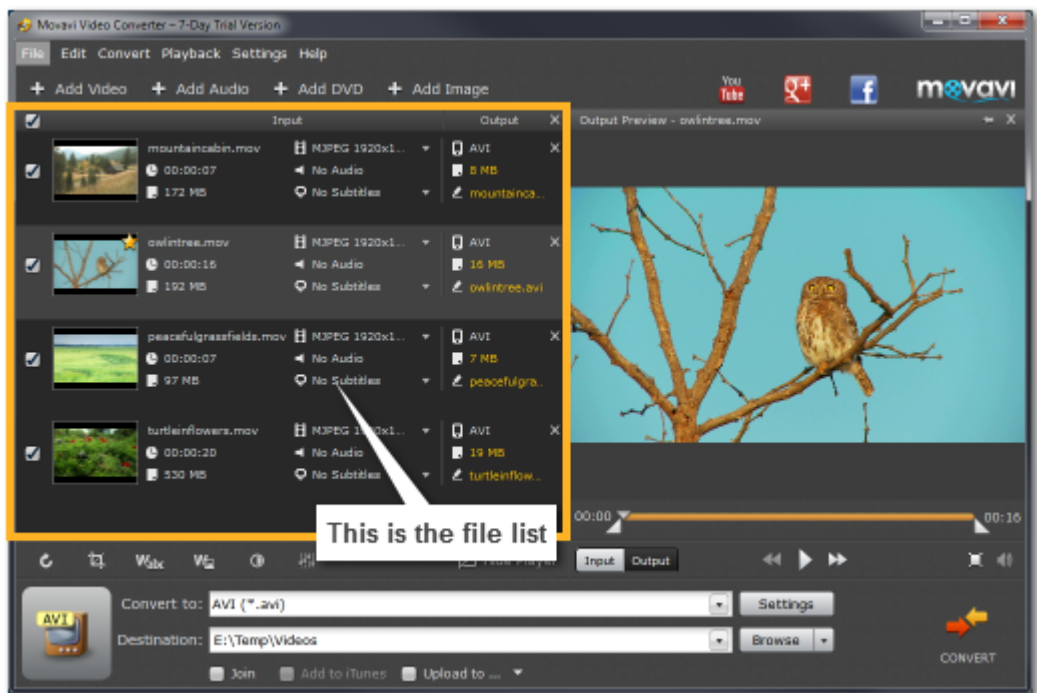 Movavi Video Converter – 7-Day Trial Version
File Edit Convert Playback Settings Help
+ Add Video + Add Audio + Add DVD + Add Image
You Tube
g+
f
movavi
Input Output X
Output Preview - owlintree.mov X
mountaincabin.mov MJPEG 1920x1... AVI X
00:00:07 No Audio 8 MB
172 MB No Subtitles mountainca...
owlintree.mov MJPEG 1920x1... AVI X
00:00:16 No Audio 16 MB
192 MB No Subtitles owlintree.avi
peacefulgrassfields.mov MJPEG 1920x1... AVI X
00:00:07 No Audio 7 MB
97 MB No Subtitles peacefulgra..
turtleinflowers.mov MJPEG 1920x1... AVI X
00:00:20 No Audio 19 MB
530 MB No Subtitles turtleinflow...
This is the file list
00:00 00:16
Hide Player
Input Output
AVI
Convert to: AVI (*.avi) Settings
Destination: E:\Temp\Videos Browse
Join Add to iTunes Upload to ...
CONVERT